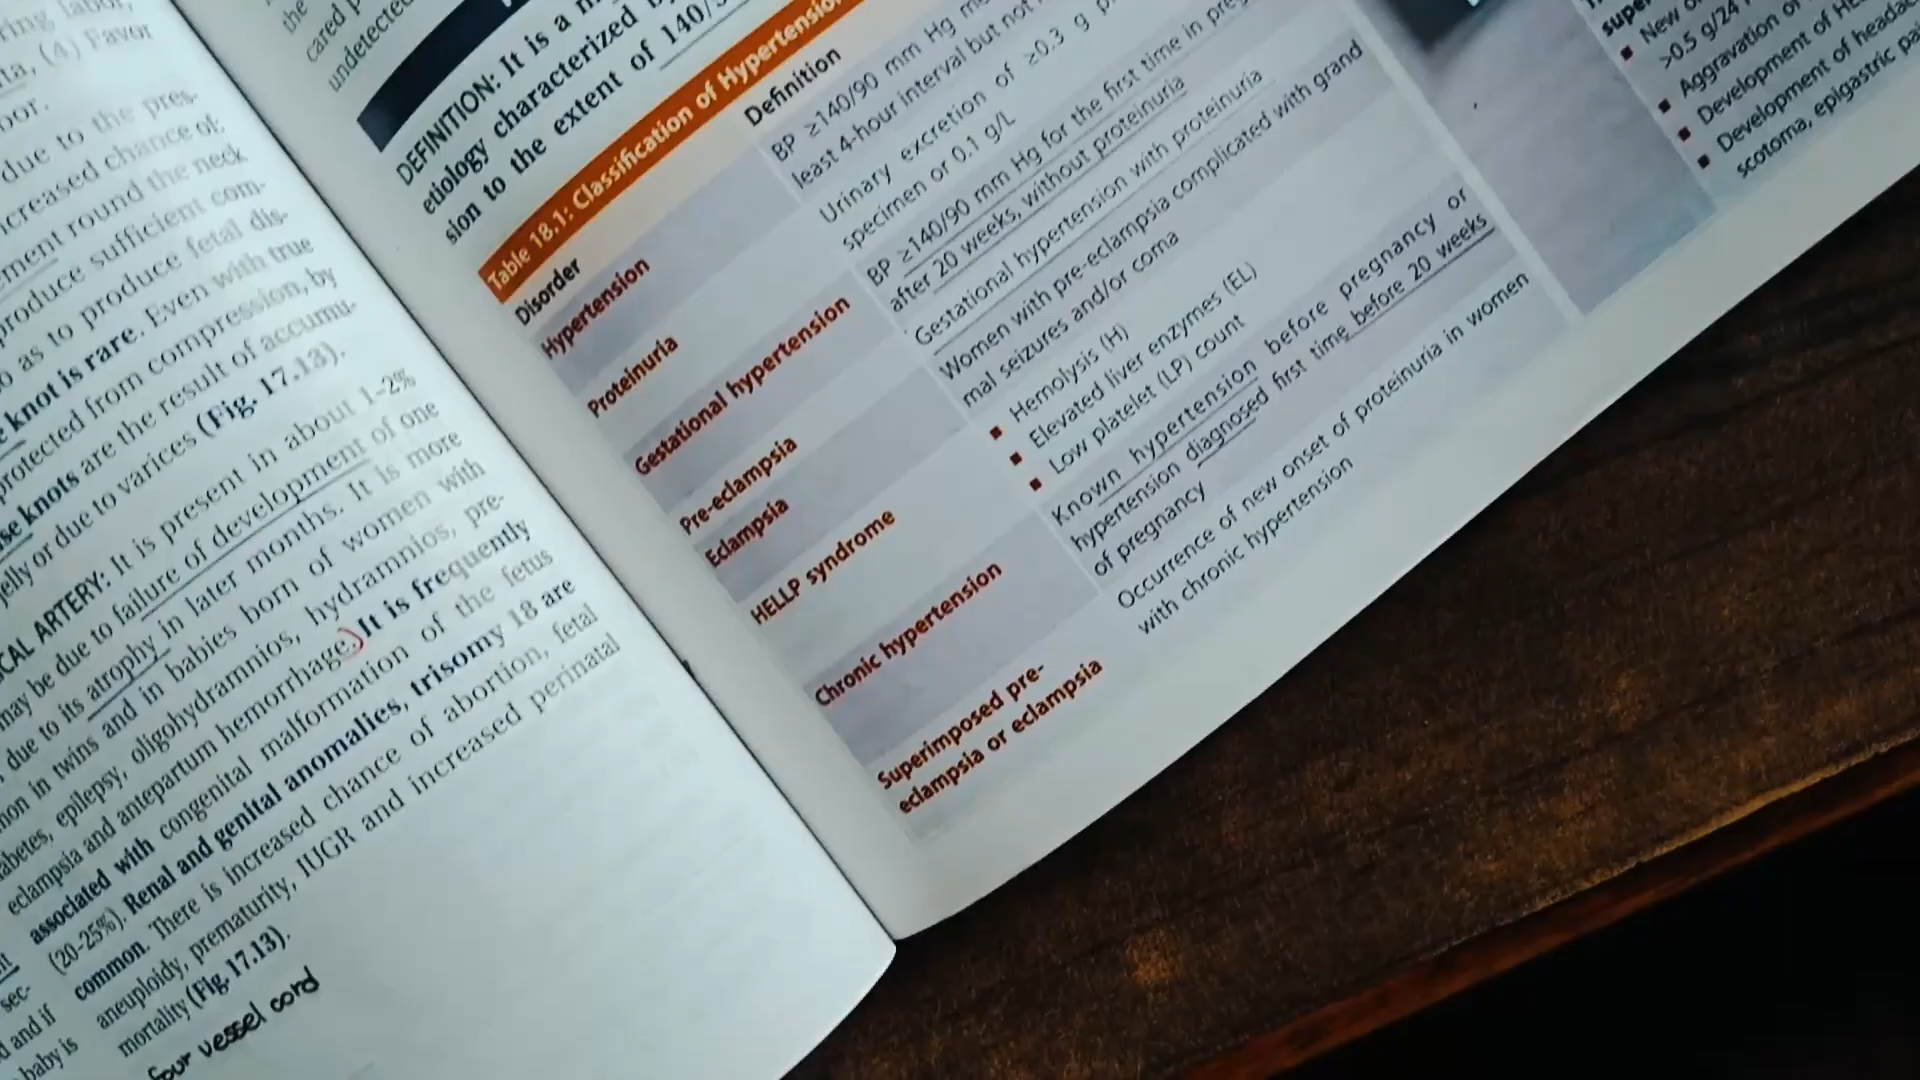 ring labor,
(4) Favor
due to the pres-
increased chance of
round the neck
produce sufficient com-
so as to produce fetal dis-
knot is rare. Even with true
protected from compression, by
knots are the result of accumu-
jelly or due to varices (Fig. 17.13).
ARTERY: It is present in about 1-2%
may be due to failure of development of one
due to its atrophy in later months. It is more
in twins and in babies born of women with
epilepsy, oligohydramnios, hydramnios, pre-
eclampsia and antepartum hemorrhage. It is frequently
associated with congenital malformation of the fetus
(20-25%). Renal and genital anomalies, trisomy 18 are
common. There is increased chance of abortion, fetal
aneuploidy, prematurity, IUGR and increased perinatal
mortality (Fig. 17.13).
four vessel cord
sec-
and if
baby is
the
cared
undetected
DEFINITION: It is a
etiology characterized
sion to the extent of 140/
Table 18.1: Classification of Hypertension
Disorder Definition
Hypertension BP ≥140/90 mm Hg
least 4-hour interval but not
Proteinuria Urinary excretion of ≥0.3 g
specimen or 0.1 g/L
Gestational hypertension BP ≥140/90 mm Hg for the first time in
after 20 weeks, without proteinuria
Pre-eclampsia Gestational hypertension with proteinuria
Eclampsia Women with pre-eclampsia complicated with grand
mal seizures and/or coma
HELLP syndrome ▪ Hemolysis (H)
▪ Elevated liver enzymes (EL)
▪ Low platelet (LP) count
Chronic hypertension Known hypertension before pregnancy or
hypertension diagnosed first time before 20 weeks
of pregnancy
Superimposed pre- Occurrence of new onset of proteinuria in women
eclampsia or eclampsia with chronic hypertension
▪ New
>0.5 g/24
▪ Aggravation of
▪ Development of
▪ Development of
scotoma, epigastric